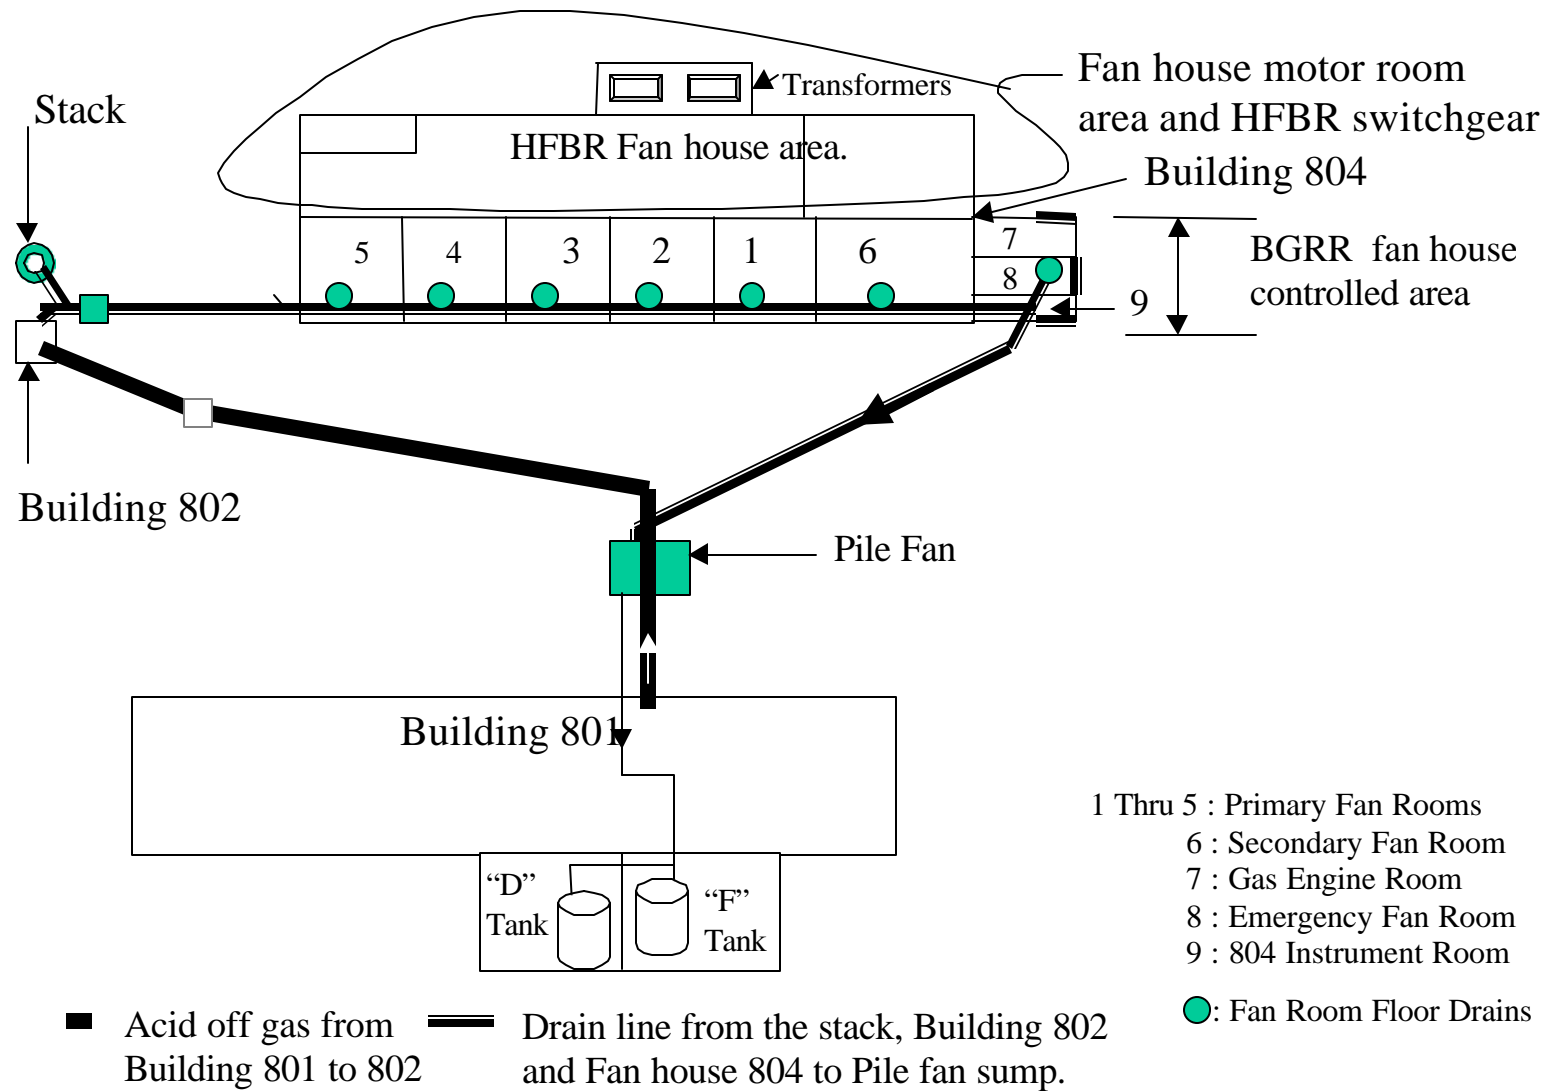 Stack
Transformers
Fan house motor room
area and HFBR switchgear
HFBR Fan house area.
Building 804
5
4
3
2
1
6
7
8
9
BGRR fan house
controlled area
Building 802
Pile Fan
Building 801
“D”
Tank
“F”
Tank
1 Thru 5 : Primary Fan Rooms
6 : Secondary Fan Room
7 : Gas Engine Room
8 : Emergency Fan Room
9 : 804 Instrument Room
: Fan Room Floor Drains
Acid off gas from
Building 801 to 802
Drain line from the stack, Building 802
and Fan house 804 to Pile fan sump.